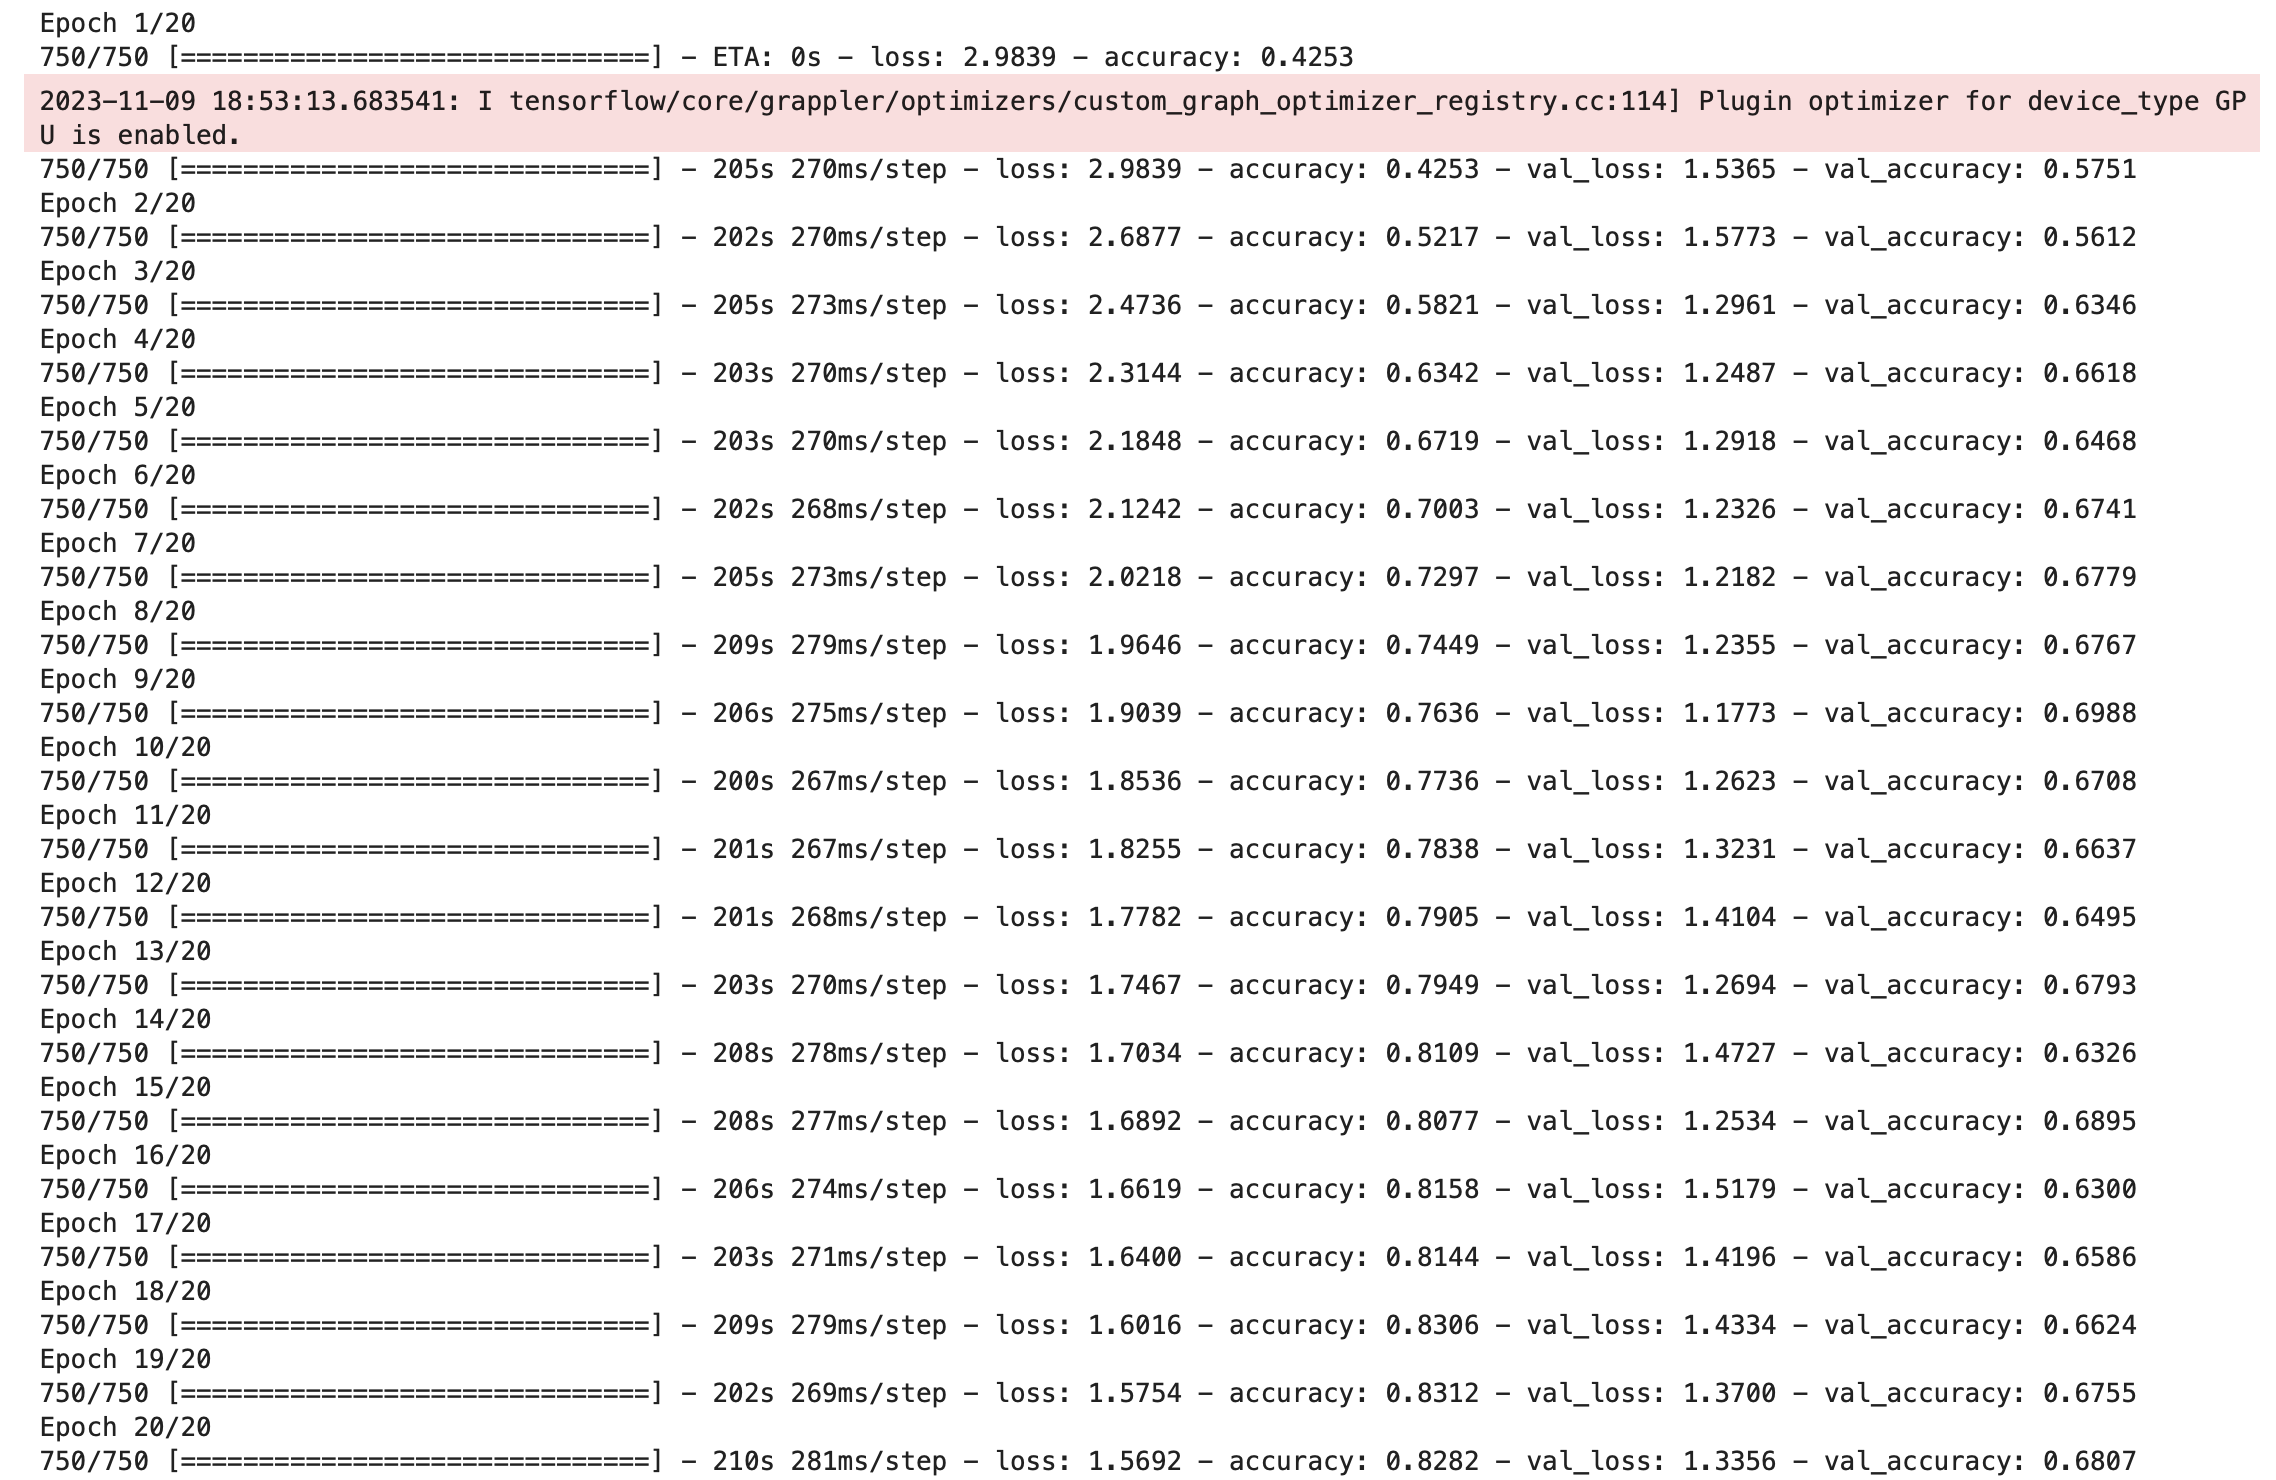 Epoch 1/20
750/750 [==============================] - ETA: 0s - loss: 2.9839 - accuracy: 0.4253
2023-11-09 18:53:13.683541: I tensorflow/core/grappler/optimizers/custom_graph_optimizer_registry.cc:114] Plugin optimizer for device_type GP
U is enabled.
750/750 [==============================] - 205s 270ms/step - loss: 2.9839 - accuracy: 0.4253 - val_loss: 1.5365 - val_accuracy: 0.5751
Epoch 2/20
750/750 [==============================] - 202s 270ms/step - loss: 2.6877 - accuracy: 0.5217 - val_loss: 1.5773 - val_accuracy: 0.5612
Epoch 3/20
750/750 [==============================] - 205s 273ms/step - loss: 2.4736 - accuracy: 0.5821 - val_loss: 1.2961 - val_accuracy: 0.6346
Epoch 4/20
750/750 [==============================] - 203s 270ms/step - loss: 2.3144 - accuracy: 0.6342 - val_loss: 1.2487 - val_accuracy: 0.6618
Epoch 5/20
750/750 [==============================] - 203s 270ms/step - loss: 2.1848 - accuracy: 0.6719 - val_loss: 1.2918 - val_accuracy: 0.6468
Epoch 6/20
750/750 [==============================] - 202s 268ms/step - loss: 2.1242 - accuracy: 0.7003 - val_loss: 1.2326 - val_accuracy: 0.6741
Epoch 7/20
750/750 [==============================] - 205s 273ms/step - loss: 2.0218 - accuracy: 0.7297 - val_loss: 1.2182 - val_accuracy: 0.6779
Epoch 8/20
750/750 [==============================] - 209s 279ms/step - loss: 1.9646 - accuracy: 0.7449 - val_loss: 1.2355 - val_accuracy: 0.6767
Epoch 9/20
750/750 [==============================] - 206s 275ms/step - loss: 1.9039 - accuracy: 0.7636 - val_loss: 1.1773 - val_accuracy: 0.6988
Epoch 10/20
750/750 [==============================] - 200s 267ms/step - loss: 1.8536 - accuracy: 0.7736 - val_loss: 1.2623 - val_accuracy: 0.6708
Epoch 11/20
750/750 [==============================] - 201s 267ms/step - loss: 1.8255 - accuracy: 0.7838 - val_loss: 1.3231 - val_accuracy: 0.6637
Epoch 12/20
750/750 [==============================] - 201s 268ms/step - loss: 1.7782 - accuracy: 0.7905 - val_loss: 1.4104 - val_accuracy: 0.6495
Epoch 13/20
750/750 [==============================] - 203s 270ms/step - loss: 1.7467 - accuracy: 0.7949 - val_loss: 1.2694 - val_accuracy: 0.6793
Epoch 14/20
750/750 [==============================] - 208s 278ms/step - loss: 1.7034 - accuracy: 0.8109 - val_loss: 1.4727 - val_accuracy: 0.6326
Epoch 15/20
750/750 [==============================] - 208s 277ms/step - loss: 1.6892 - accuracy: 0.8077 - val_loss: 1.2534 - val_accuracy: 0.6895
Epoch 16/20
750/750 [==============================] - 206s 274ms/step - loss: 1.6619 - accuracy: 0.8158 - val_loss: 1.5179 - val_accuracy: 0.6300
Epoch 17/20
750/750 [==============================] - 203s 271ms/step - loss: 1.6400 - accuracy: 0.8144 - val_loss: 1.4196 - val_accuracy: 0.6586
Epoch 18/20
750/750 [==============================] - 209s 279ms/step - loss: 1.6016 - accuracy: 0.8306 - val_loss: 1.4334 - val_accuracy: 0.6624
Epoch 19/20
750/750 [==============================] - 202s 269ms/step - loss: 1.5754 - accuracy: 0.8312 - val_loss: 1.3700 - val_accuracy: 0.6755
Epoch 20/20
750/750 [==============================] - 210s 281ms/step - loss: 1.5692 - accuracy: 0.8282 - val_loss: 1.3356 - val_accuracy: 0.6807